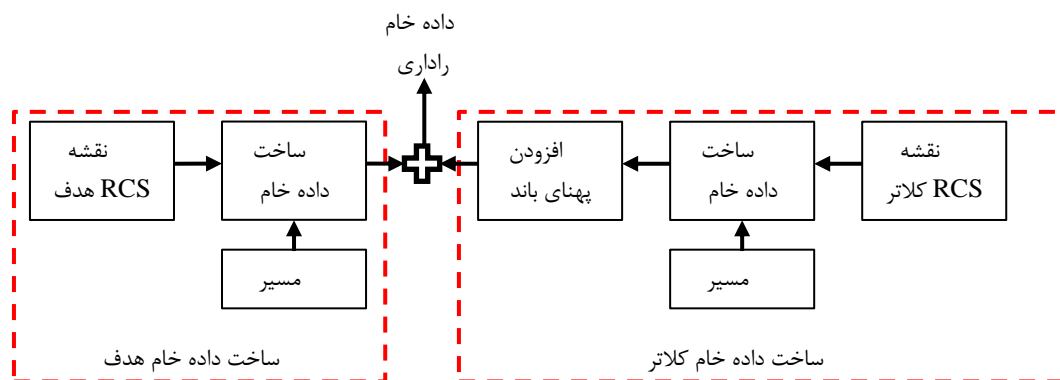 داده خام
راداری
نقشه
RCS کلاتر
ساخت
داده خام
افزودن
پهنای باند
مسیر
ساخت داده خام کلاتر
ساخت
داده خام
نقشه
RCS هدف
مسیر
ساخت داده خام هدف